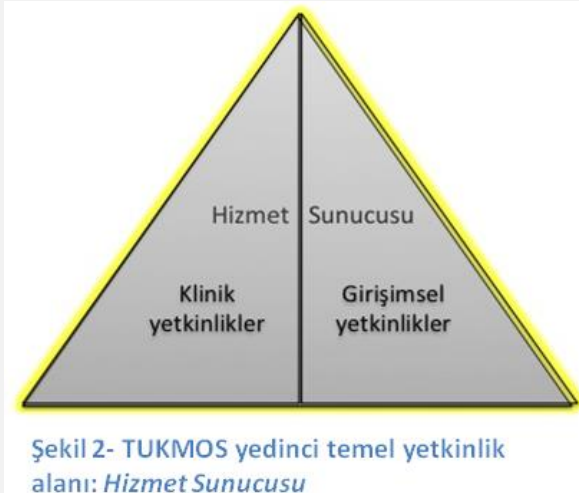 Hizmet Sunucusu
Klinik yetkinlikler
Girişimsel yetkinlikler
Şekil 2- TUKMOS yedinci temel yetkinlik
alanı: Hizmet Sunucusu